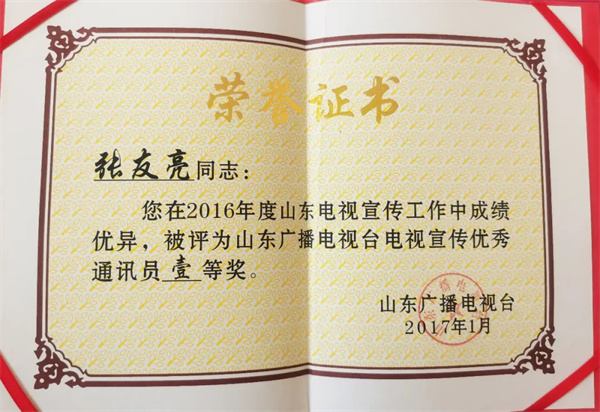 荣誉证书
张友亮同志：
您在2016年度山东电视宣传工作中成绩
优异，被评为山东广播电视台电视宣传优秀
通讯员壹等奖。
山东广播电视台
2017年1月